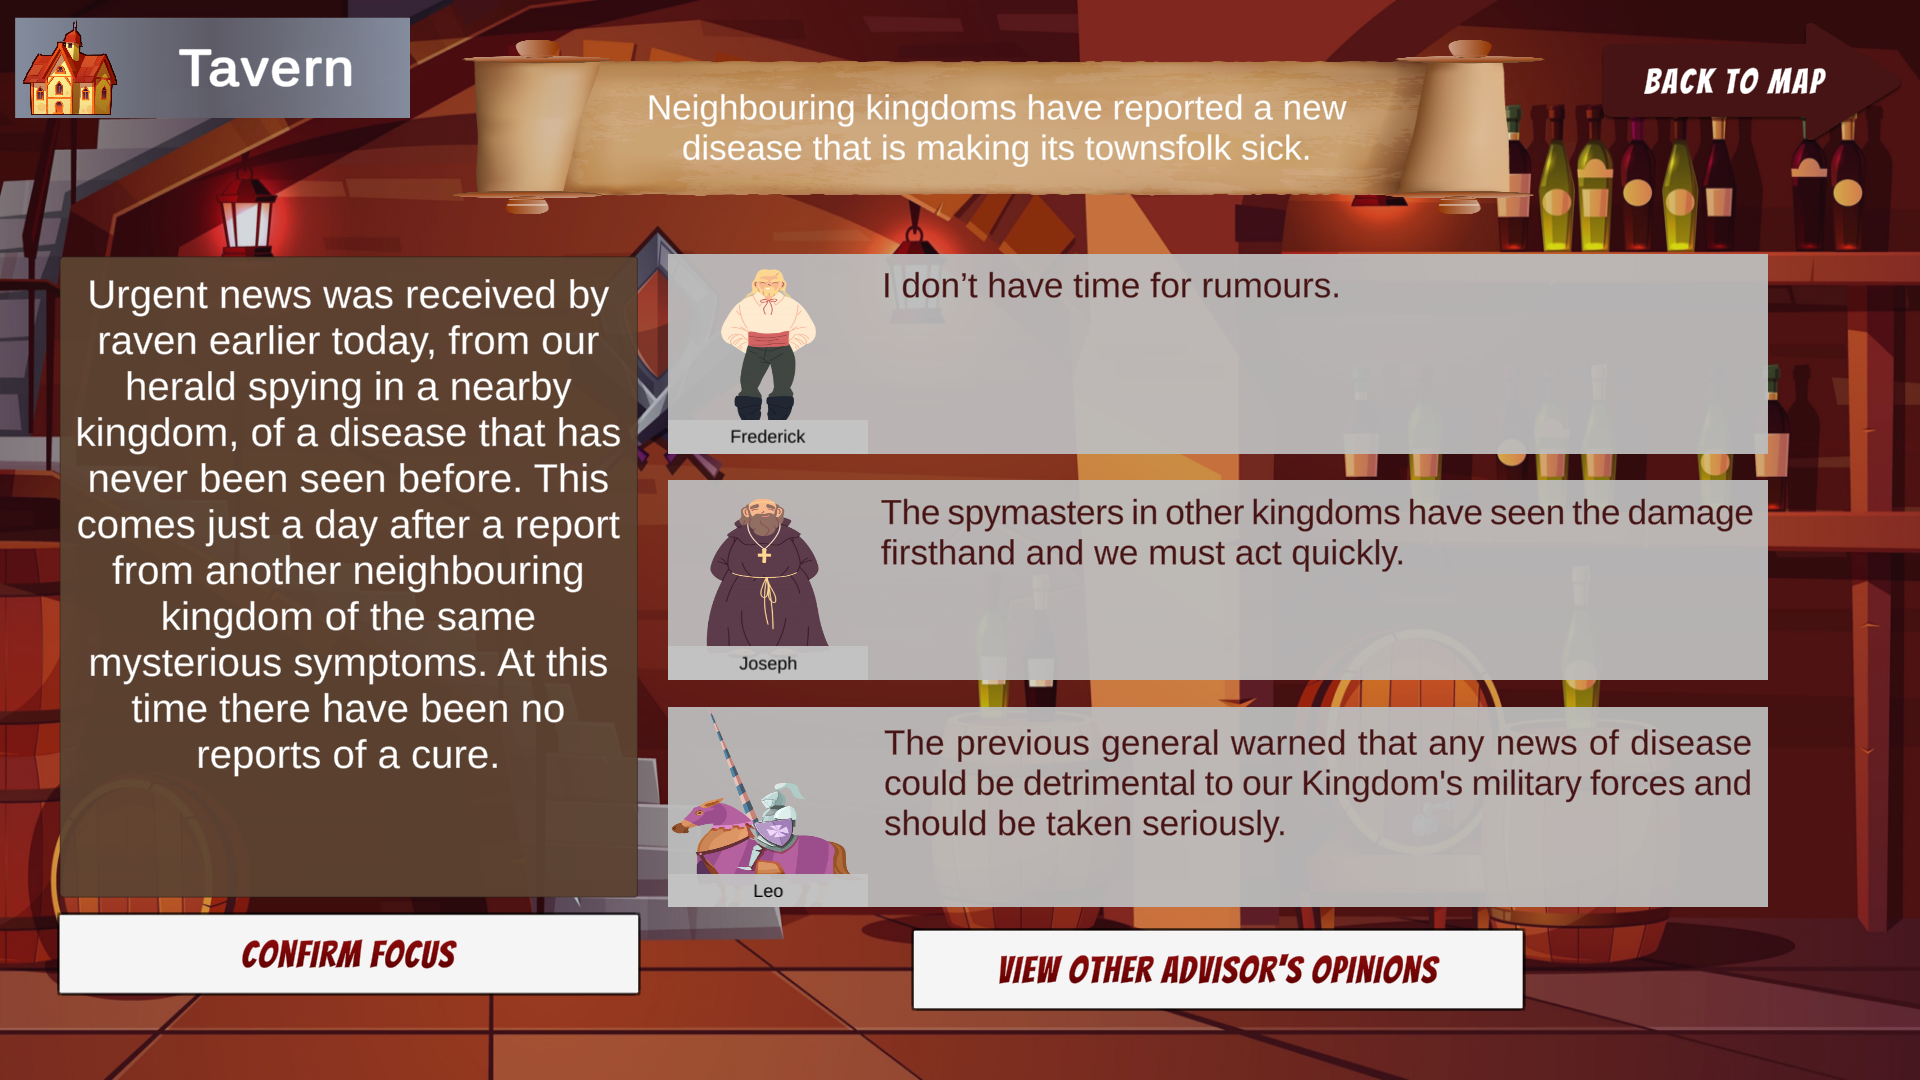 Tavern
Neighbouring kingdoms have reported a new
disease that is making its townsfolk sick.
BACK TO MAP
Urgent news was received by
raven earlier today, from our
herald spying in a nearby
kingdom, of a disease that has
never been seen before. This
comes just a day after a report
from another neighbouring
kingdom of the same
mysterious symptoms. At this
time there have been no
reports of a cure.
CONFIRM FOCUS
I don’t have time for rumours.
Frederick
The spymasters in other kingdoms have seen the damage
firsthand and we must act quickly.
Joseph
The previous general warned that any news of disease
could be detrimental to our Kingdom's military forces and
should be taken seriously.
Leo
VIEW OTHER ADVISOR'S OPINIONS